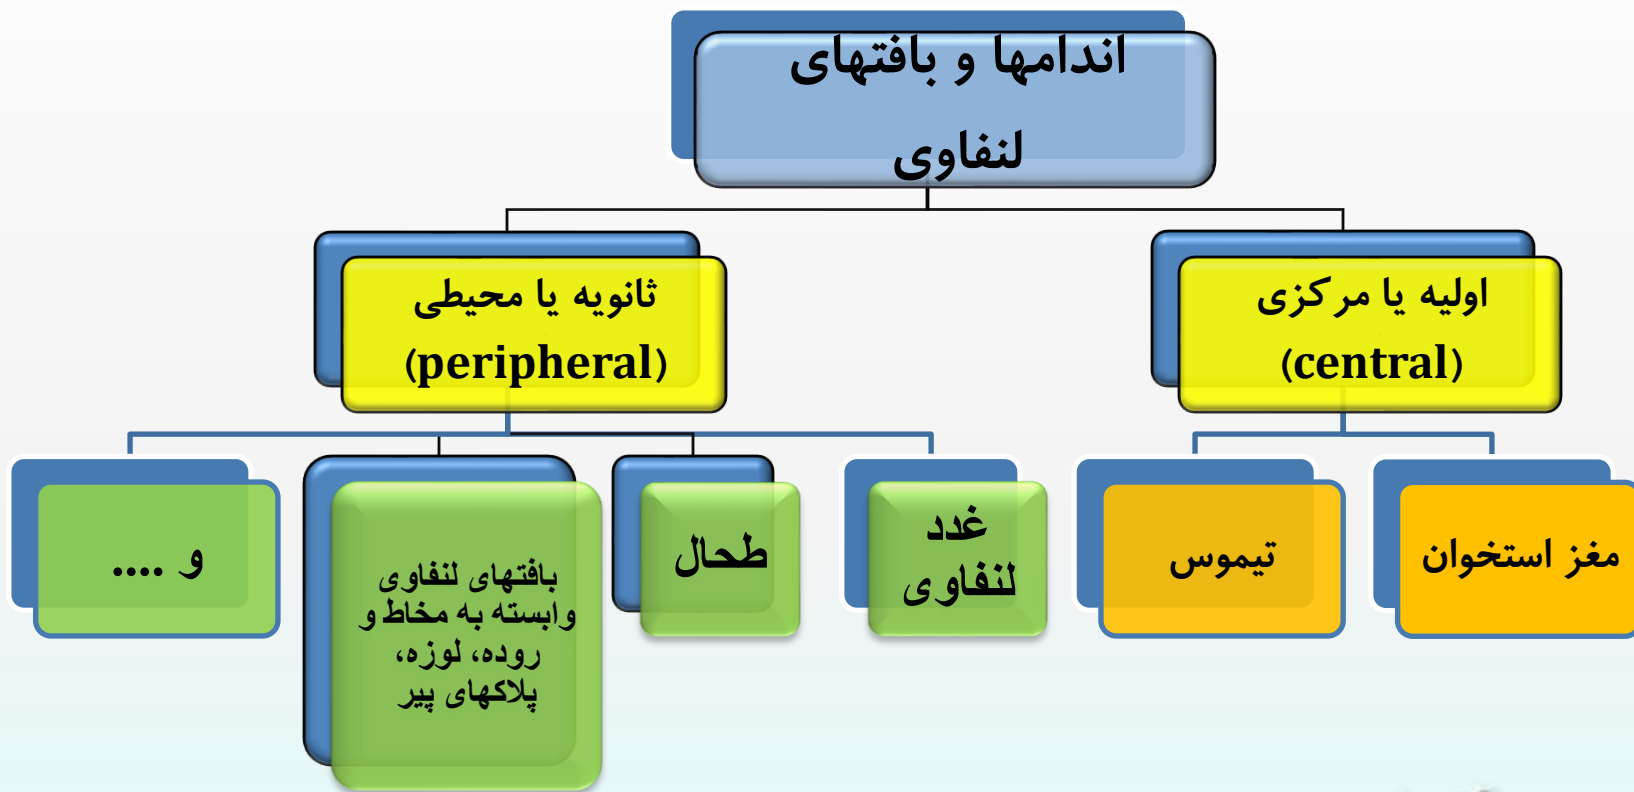 اندامها و بافتهای
لنفاوی
اولیه یا مرکزی
(central)
ثانویه یا محیطی
(peripheral)
مغز استخوان
تیموس
غدد
لنفاوی
طحال
بافتهای لنفاوی
وابسته به مخاط و
روده، لوزه،
پلاکهای پیر
و ....